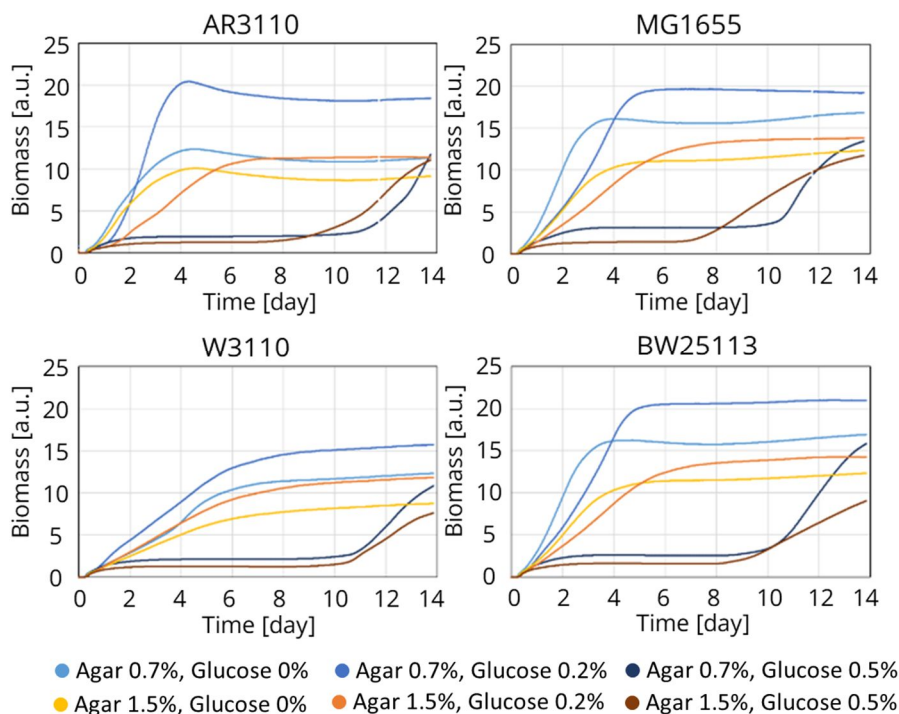 AR3110
MG1655
25
20
15
10
5
0
Biomass [a.u.]
0 2 4 6 8 10 12 14
Time [day]
25
20
15
10
5
0
Biomass [a.u.]
0 2 4 6 8 10 12 14
Time [day]
W3110
BW25113
25
20
15
10
5
0
Biomass [a.u.]
0 2 4 6 8 10 12 14
Time [day]
25
20
15
10
5
0
Biomass [a.u.]
0 2 4 6 8 10 12 14
Time [day]
Agar 0.7%, Glucose 0% Agar 0.7%, Glucose 0.2% Agar 0.7%, Glucose 0.5%
Agar 1.5%, Glucose 0% Agar 1.5%, Glucose 0.2% Agar 1.5%, Glucose 0.5%